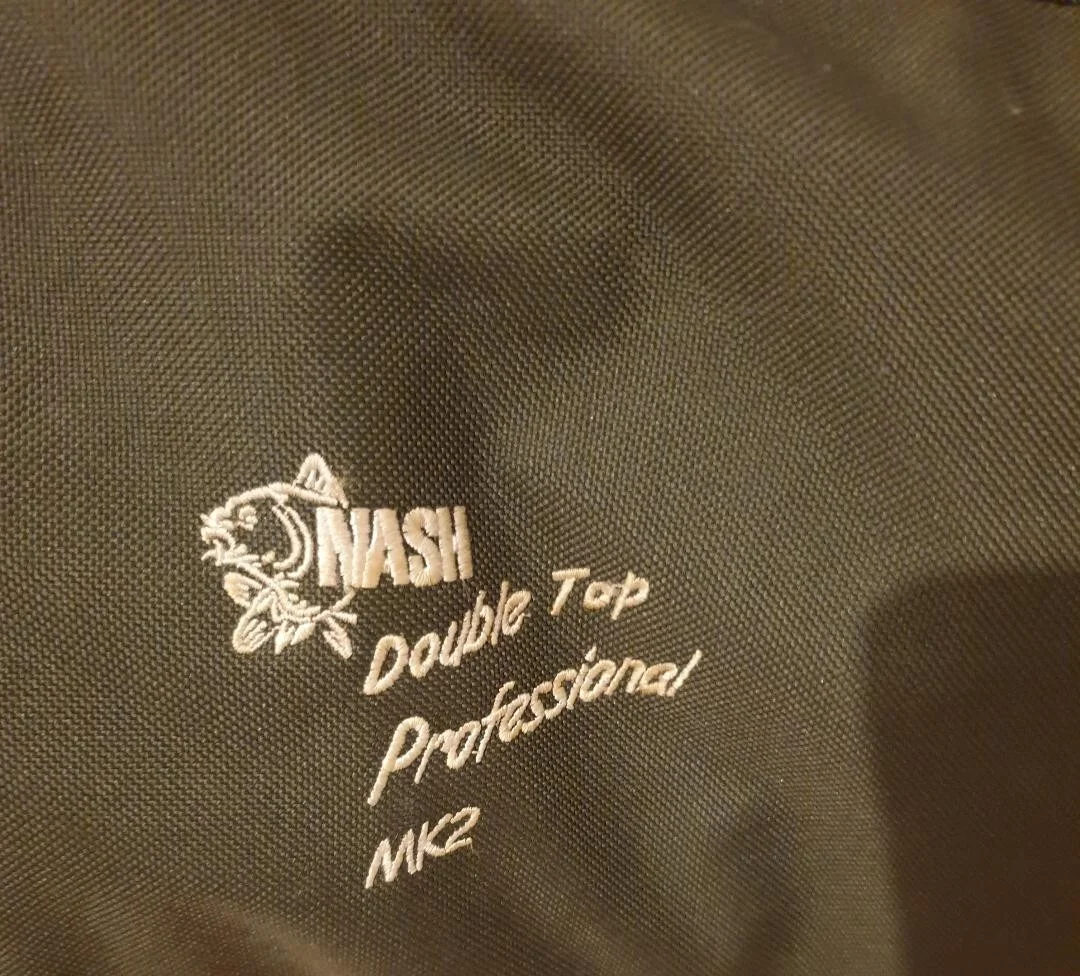 NASH
Double Top
Professional
MK2